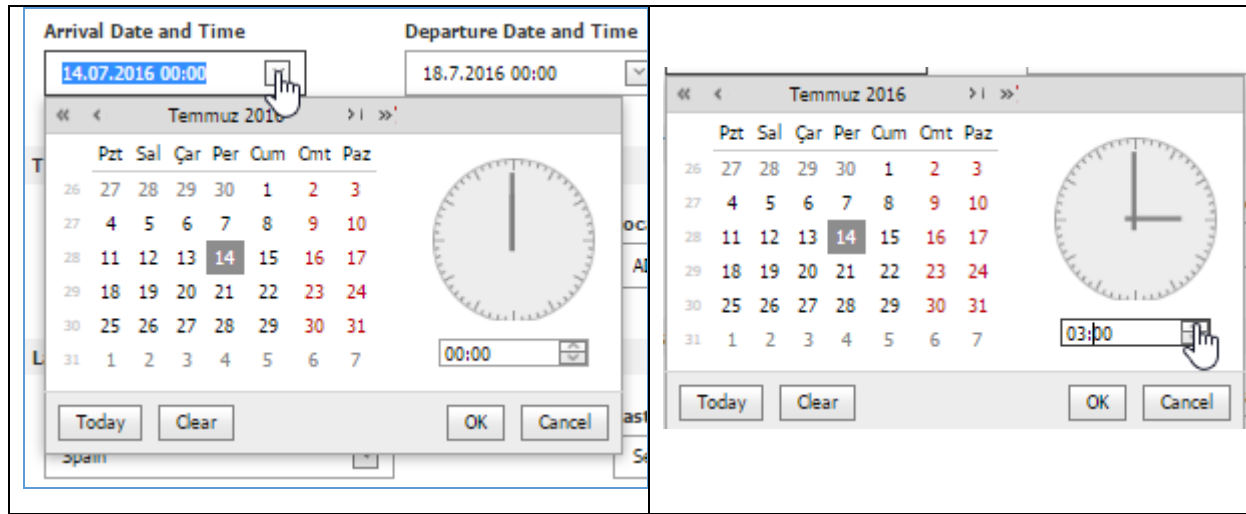 Arrival Date and Time Departure Date and Time
14.07.2016 00:00 18.7.2016 00:00
« ‹ Temmuz 2016 › »
Pzt Sal Çar Per Cum Cmt Paz
26 27 28 29 30 1 2 3
27 4 5 6 7 8 9 10
28 11 12 13 14 15 16 17
29 18 19 20 21 22 23 24
30 25 26 27 28 29 30 31
31 1 2 3 4 5 6 7
00:00
Today Clear OK Cancel
Spain
« ‹ Temmuz 2016 › »
Pzt Sal Çar Per Cum Cmt Paz
26 27 28 29 30 1 2 3
27 4 5 6 7 8 9 10
28 11 12 13 14 15 16 17
29 18 19 20 21 22 23 24
30 25 26 27 28 29 30 31
31 1 2 3 4 5 6 7
03:00
Today Clear OK Cancel